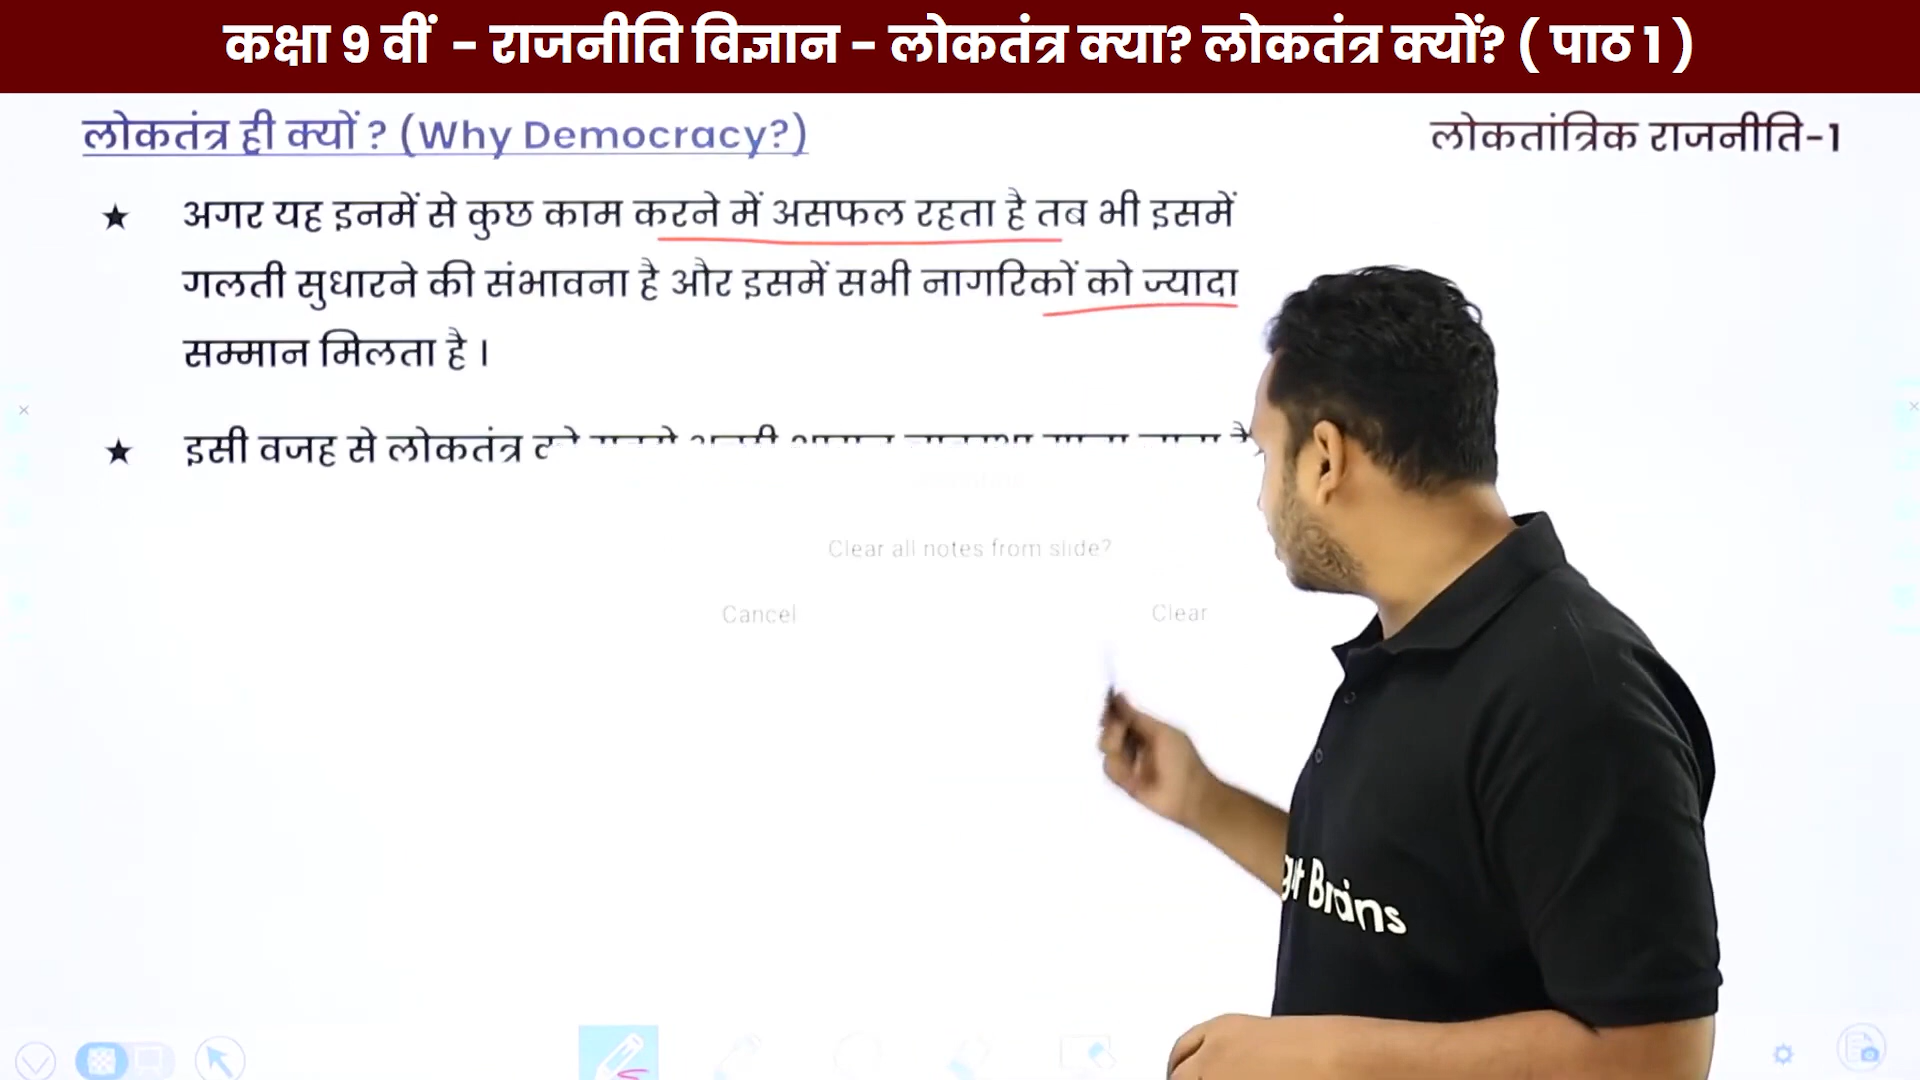 कक्षा 9 वीं - राजनीति विज्ञान - लोकतंत्र क्या? लोकतंत्र क्यों? ( पाठ 1 )
लोकतंत्र ही क्यों ? (Why Democracy?)
लोकतांत्रिक राजनीति-1
★ अगर यह इनमें से कुछ काम करने में असफल रहता है तब भी इसमें
गलती सुधारने की संभावना है और इसमें सभी नागरिकों को ज्यादा
सम्मान मिलता है ।
★ इसी वजह से लोकतंत्र
Clear all notes from slide?
Cancel
Clear
Brains